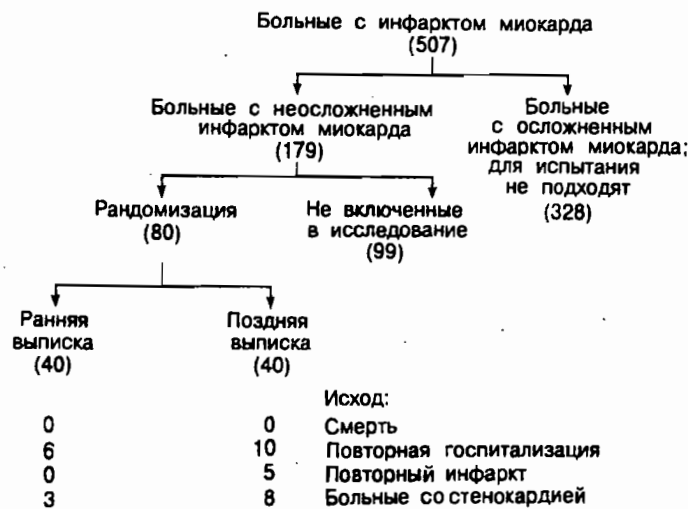 Больные с инфарктом миокарда
(507)
Больные с неосложненным
инфарктом миокарда
(179)
Больные
с осложненным
инфарктом миокарда;
для испытания
не подходят
(328)
Рандомизация
(80)
Не включенные
в исследование
(99)
Ранняя
выписка
(40)
Поздняя
выписка
(40)
Исход:
0 0 Смерть
6 10 Повторная госпитализация
0 5 Повторный инфаркт
3 8 Больные со стенокардией